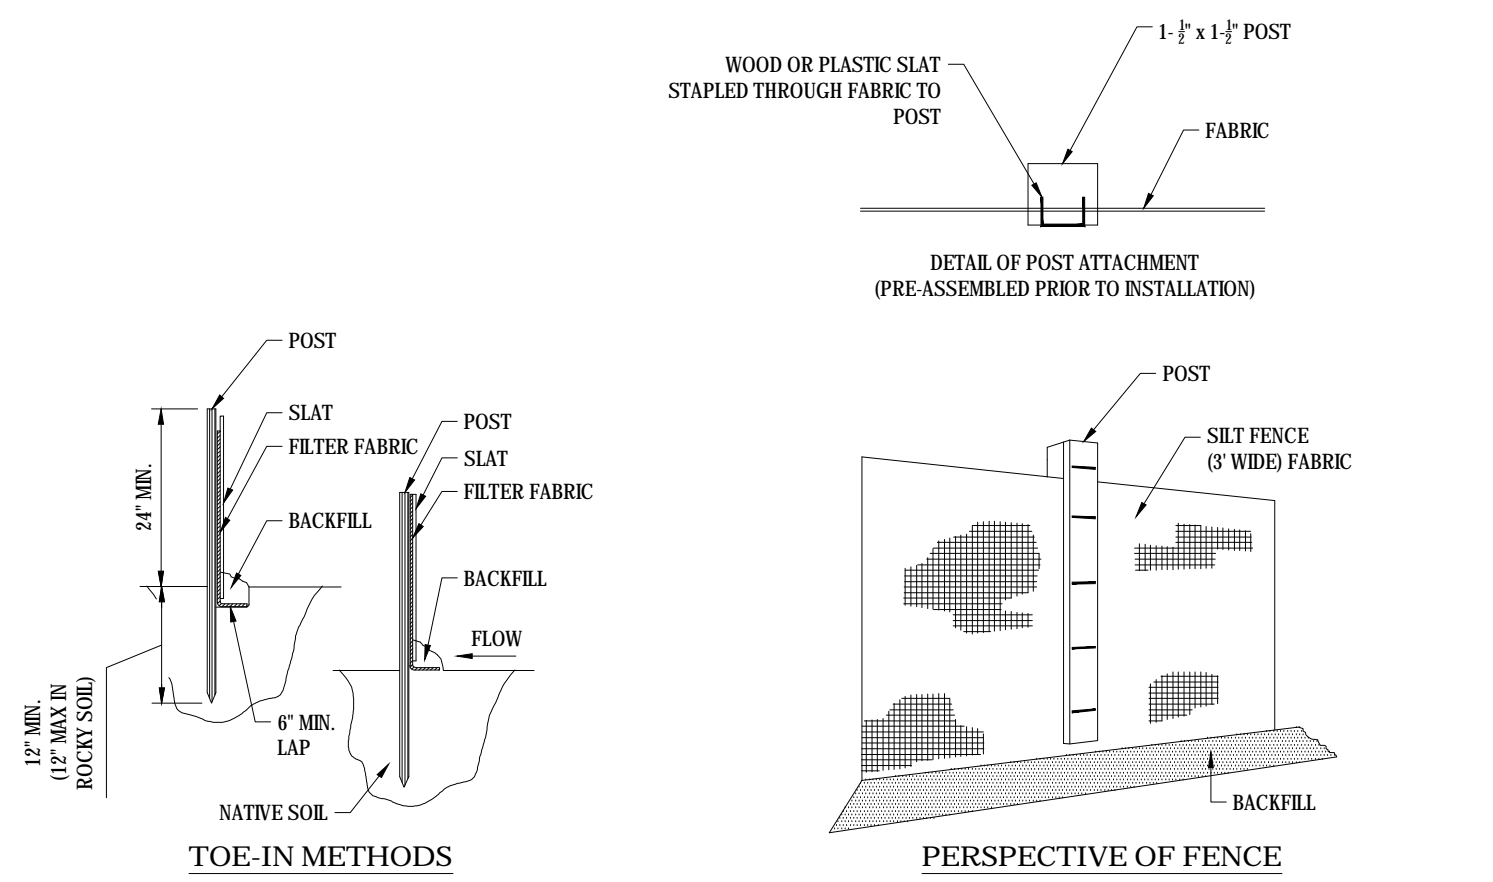 1- 1/2" x 1-1/2" POST
WOOD OR PLASTIC SLAT
STAPLED THROUGH FABRIC TO
POST
FABRIC
DETAIL OF POST ATTACHMENT
(PRE-ASSEMBLED PRIOR TO INSTALLATION)
POST
SLAT
FILTER FABRIC
BACKFILL
24" MIN.
12" MIN.
(12" MAX IN
ROCKY SOIL)
6" MIN.
LAP
POST
SLAT
FILTER FABRIC
BACKFILL
FLOW
NATIVE SOIL
TOE-IN METHODS
POST
SILT FENCE
(3' WIDE) FABRIC
BACKFILL
PERSPECTIVE OF FENCE